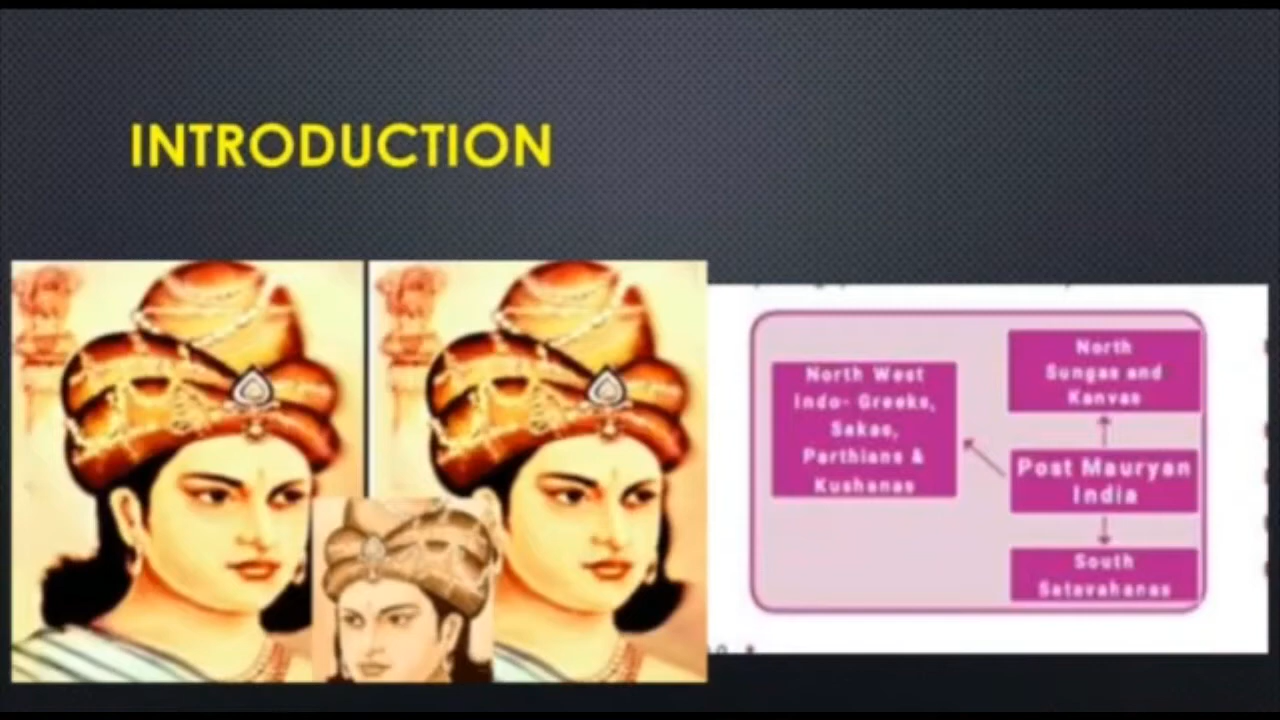 INTRODUCTION
North West
Indo- Greeks,
Sakas,
Parthians &
Kushanas
North
Sungas and
Kanvas
Post Mauryan
India
South
Satavahanas